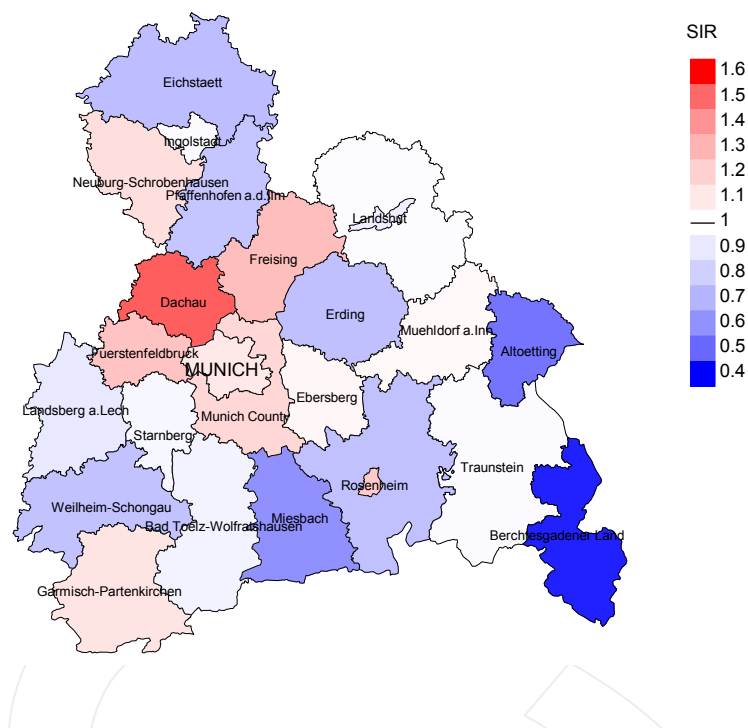 SIR
1.6
1.5
1.4
1.3
1.2
1.1
1
0.9
0.8
0.7
0.6
0.5
0.4
Eichstaett
Ingolstadt
Neuburg-Schrobenhausen
Pfaffenhofen a.d.Ilm
Landshut
Freising
Dachau
Erding
Muehldorf a.Inn
Altoetting
Fuerstenfeldbruck
MUNICH
Ebersberg
Landsberg a.Lech
Munich County
Starnberg
Traunstein
Rosenheim
Weilheim-Schongau
Miesbach
Bad Toelz-Wolfratshausen
Berchtesgadener Land
Garmisch-Partenkirchen